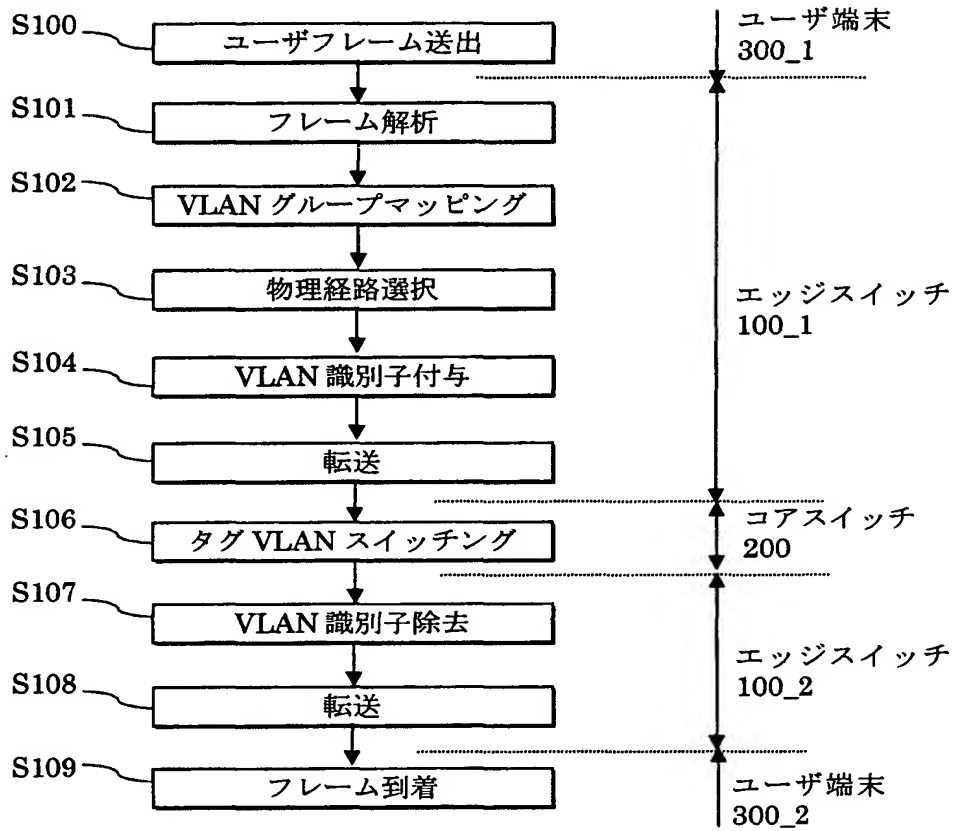 S100
ユーザフレーム送出
ユーザ端末
300_1
S101
フレーム解析
S102
VLAN グループマッピング
S103
物理経路選択
エッジスイッチ
100_1
S104
VLAN 識別子付与
S105
転送
S106
タグ VLAN スイッチング
コアスイッチ
200
S107
VLAN 識別子除去
エッジスイッチ
100_2
S108
転送
S109
フレーム到着
ユーザ端末
300_2